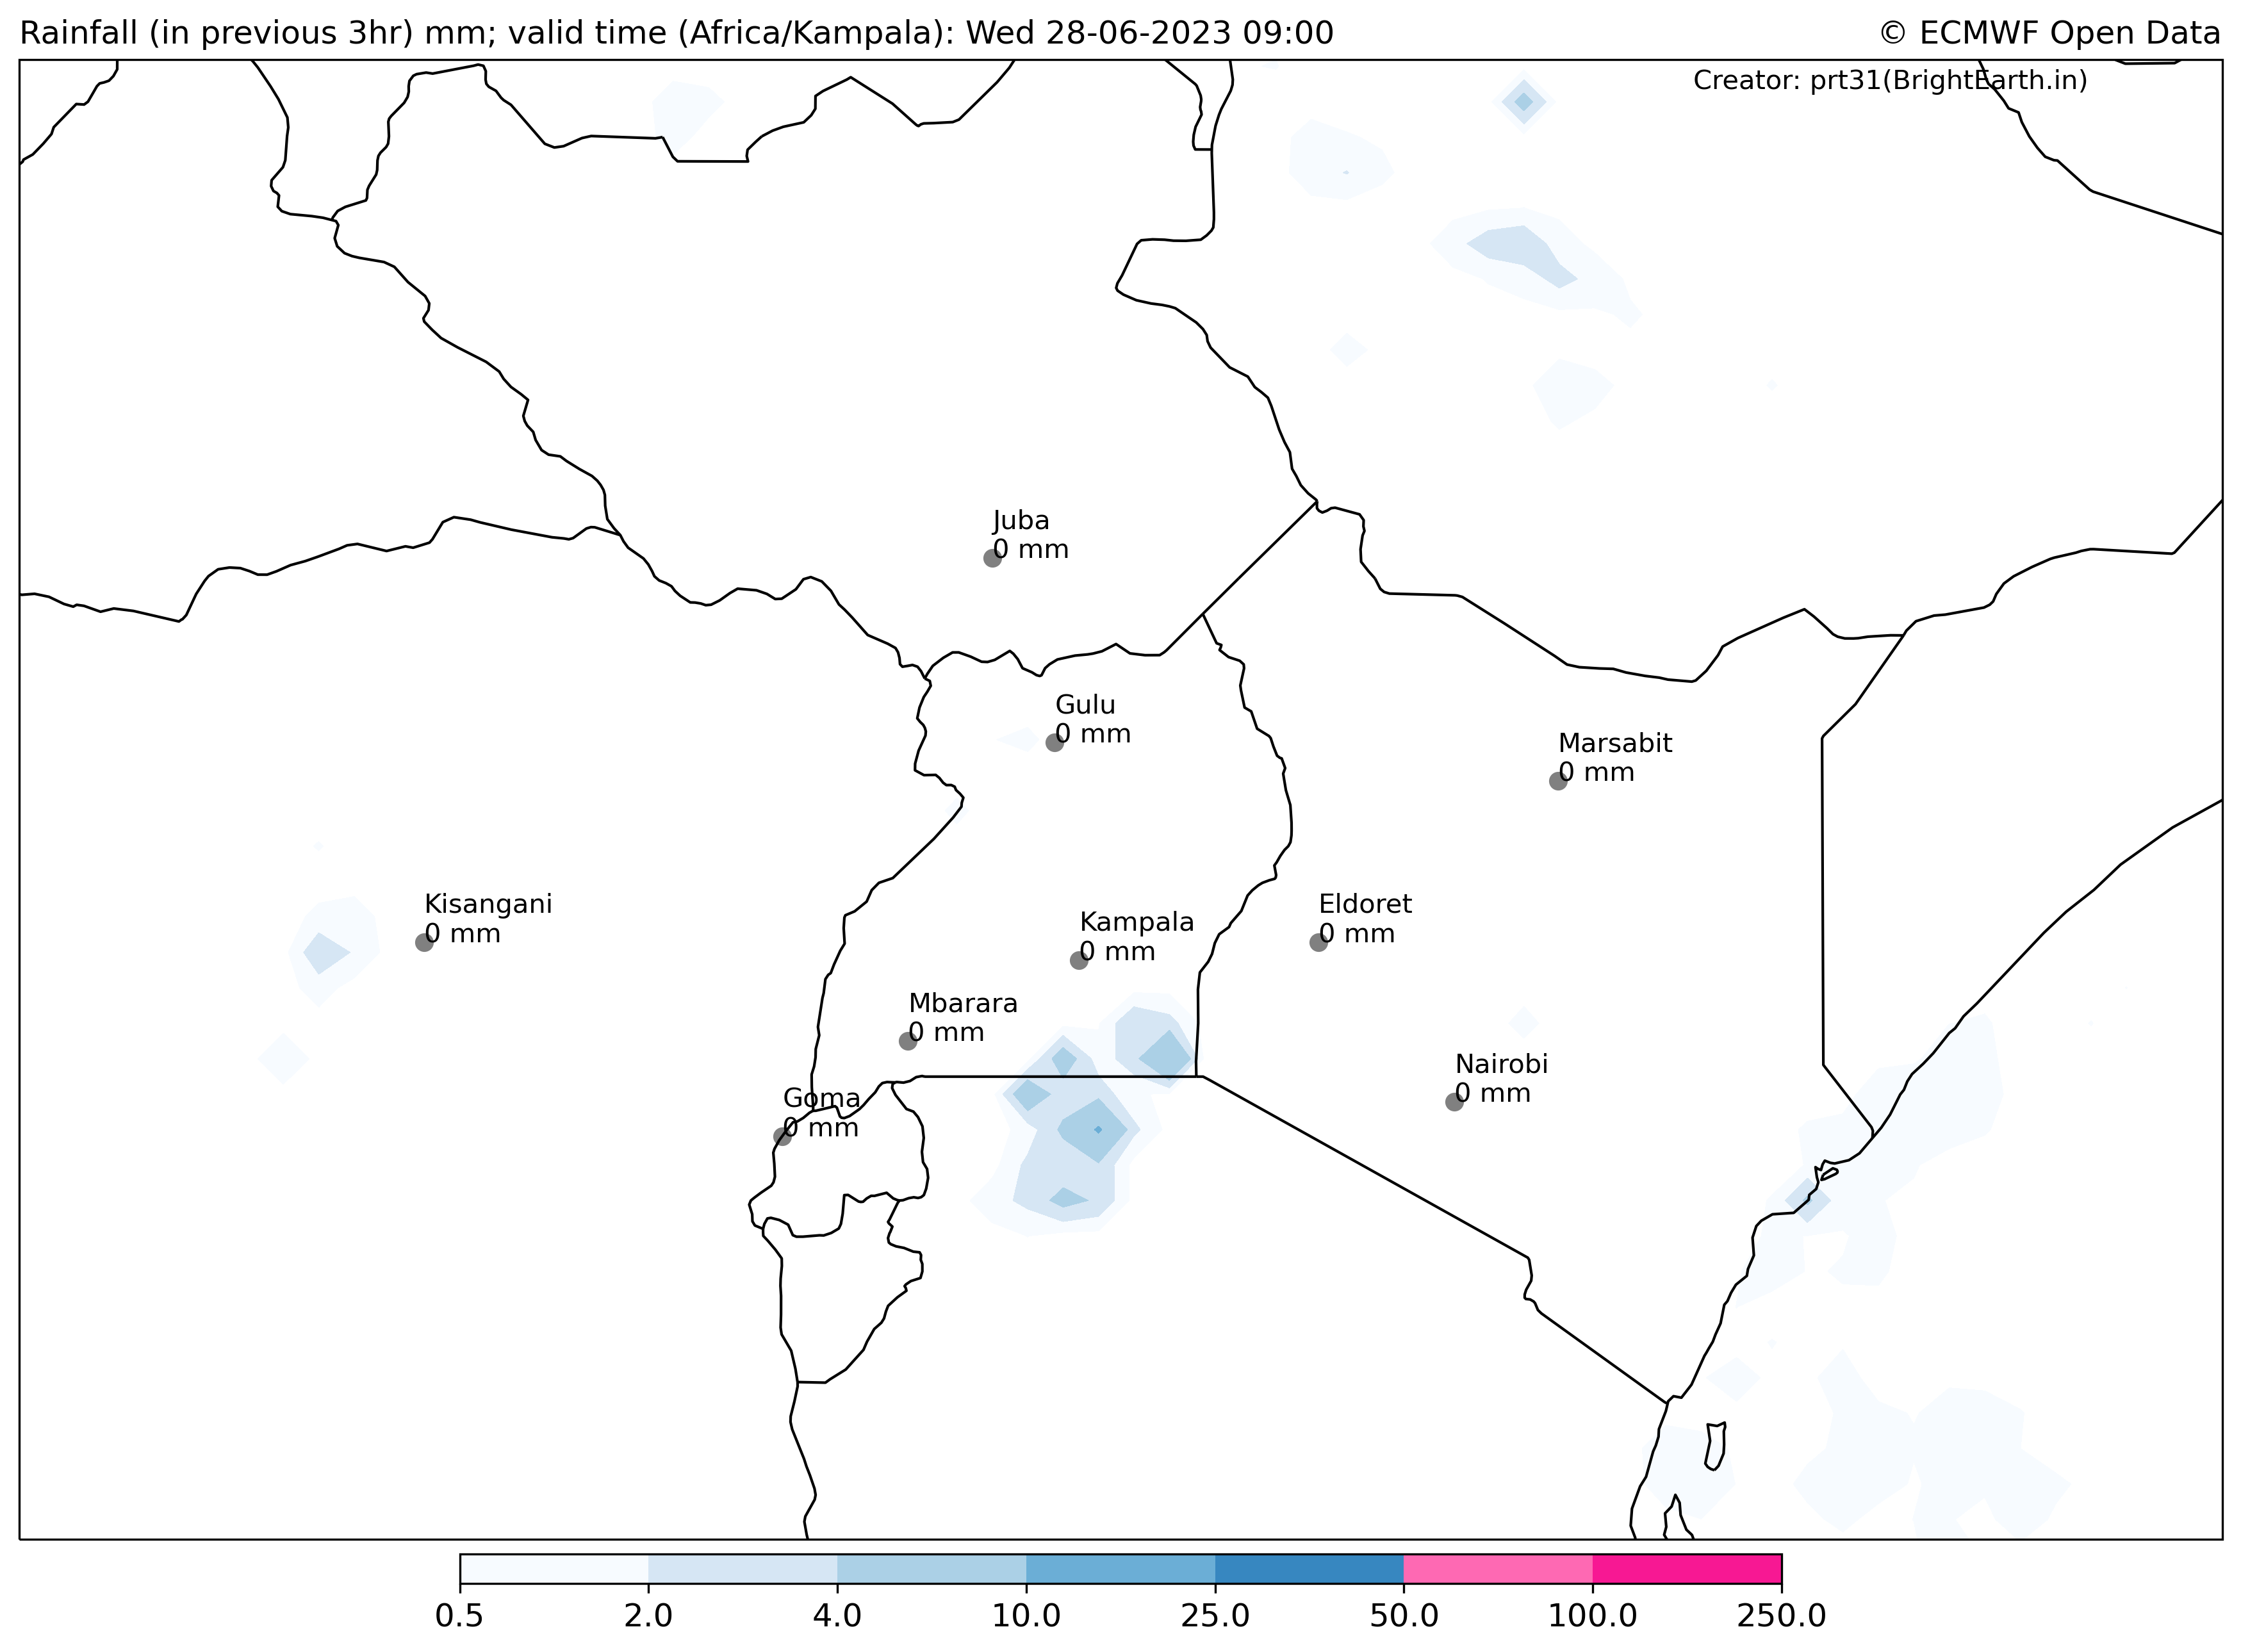 Rainfall (in previous 3hr) mm; valid time (Africa/Kampala): Wed 28-06-2023 09:00
© ECMWF Open Data
Creator: prt31(BrightEarth.in)
Juba
0 mm
Gulu
0 mm
Marsabit
0 mm
Kisangani
0 mm
Eldoret
0 mm
Kampala
0 mm
Mbarara
0 mm
Nairobi
0 mm
Goma
0 mm
0.5 2.0 4.0 10.0 25.0 50.0 100.0 250.0